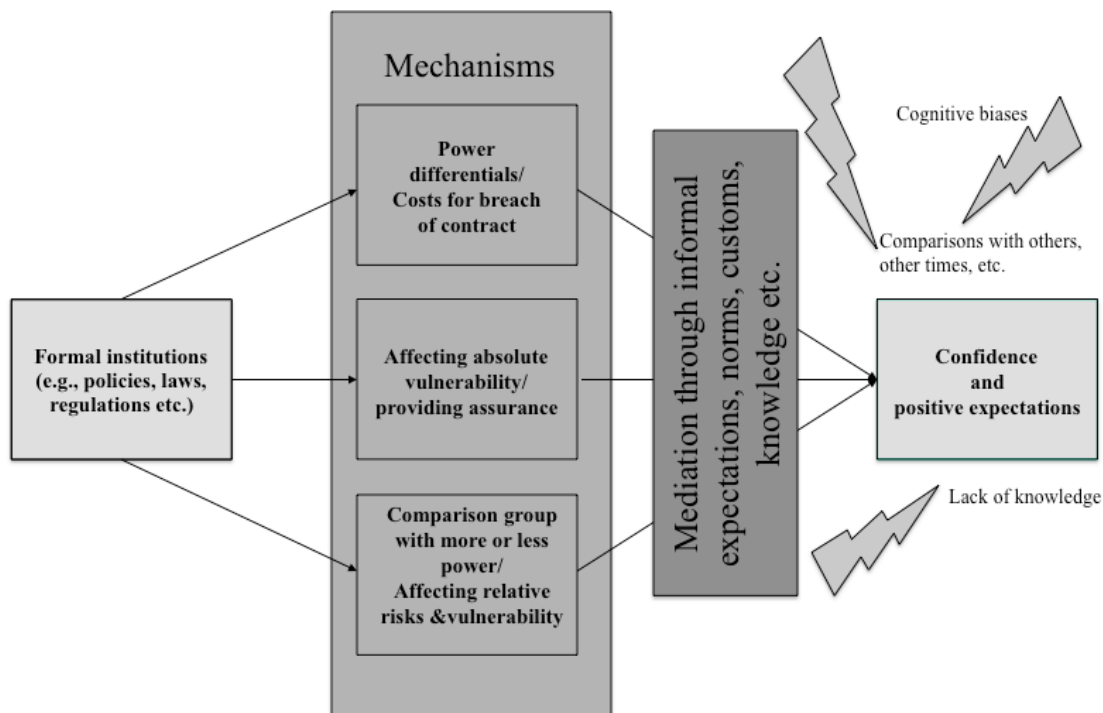 Mechanisms
Power
differentials/
Costs for breach
of contract
Formal institutions
(e.g., policies, laws,
regulations etc.)
Affecting absolute
vulnerability/
providing assurance
Comparison group
with more or less
power/
Affecting relative
risks &vulnerability
Mediation through informal
expectations, norms, customs,
knowledge etc.
Cognitive biases
Comparisons with others,
other times, etc.
Confidence
and
positive expectations
Lack of knowledge